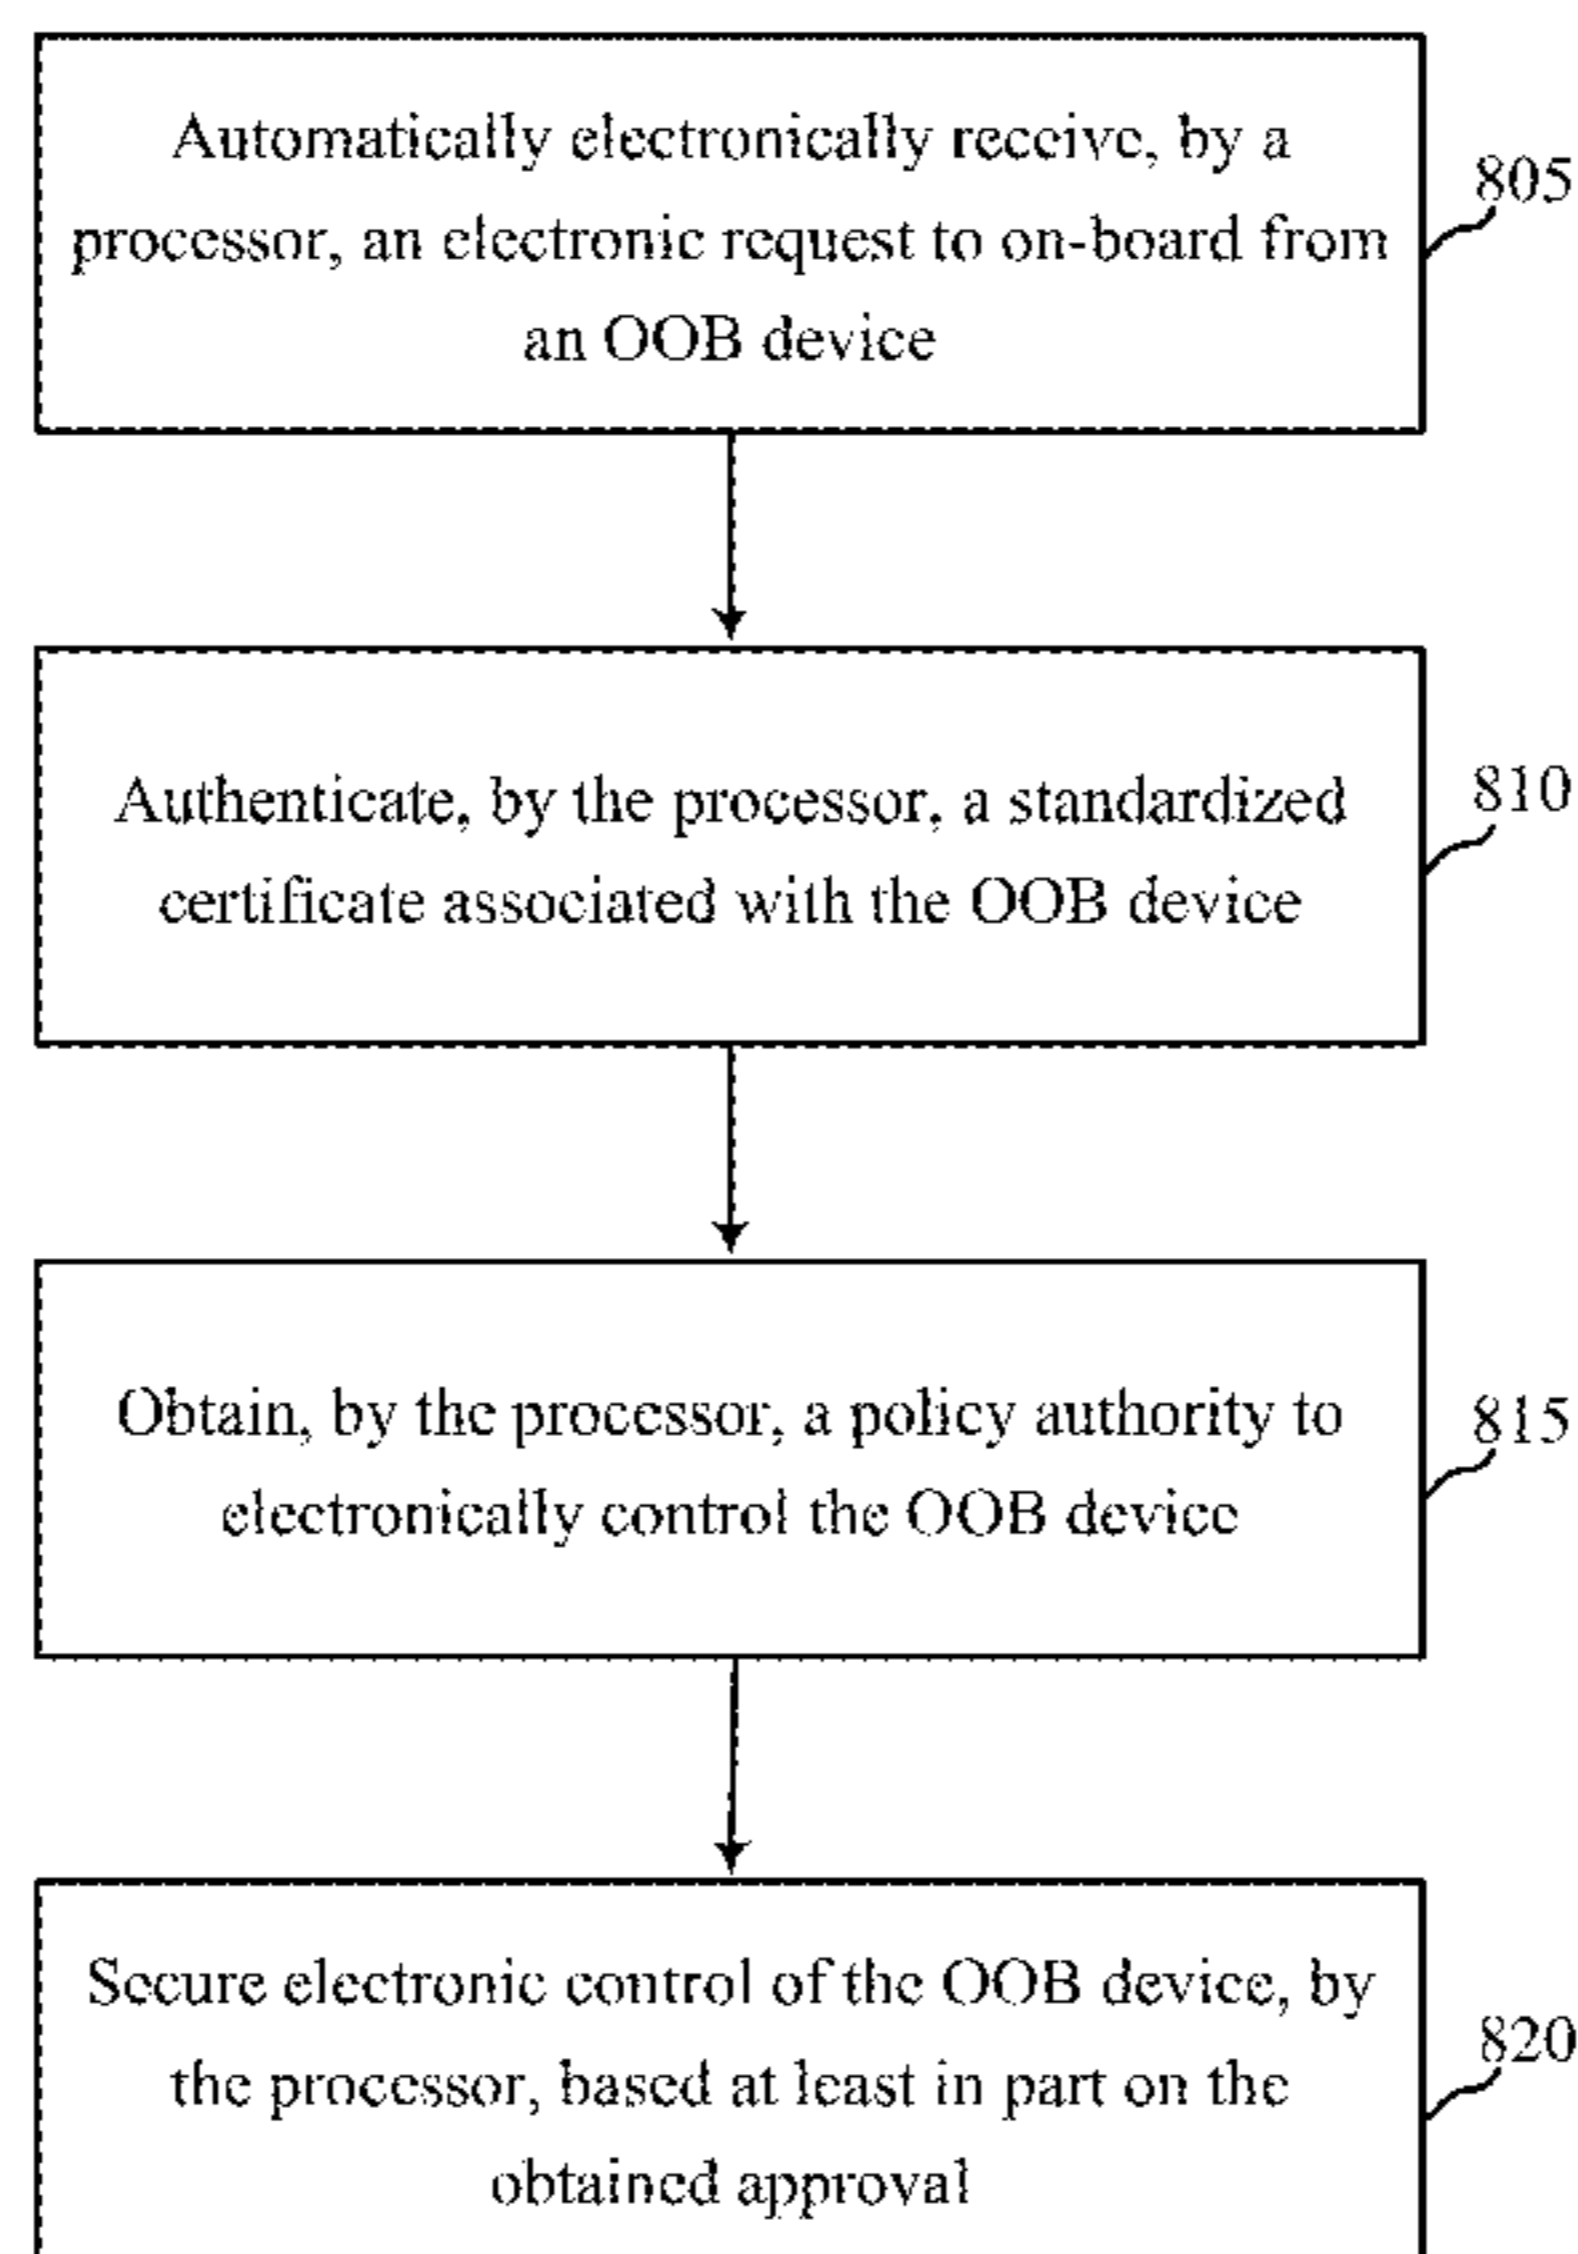 Automatically electronically receive, by a
processor, an electronic request to on-board from
an OOB device
805
Authenticate, by the processor, a standardized
certificate associated with the OOB device
810
Obtain, by the processor, a policy authority to
electronically control the OOB device
815
Secure electronic control of the OOB device, by
the processor, based at least in part on the
obtained approval
820